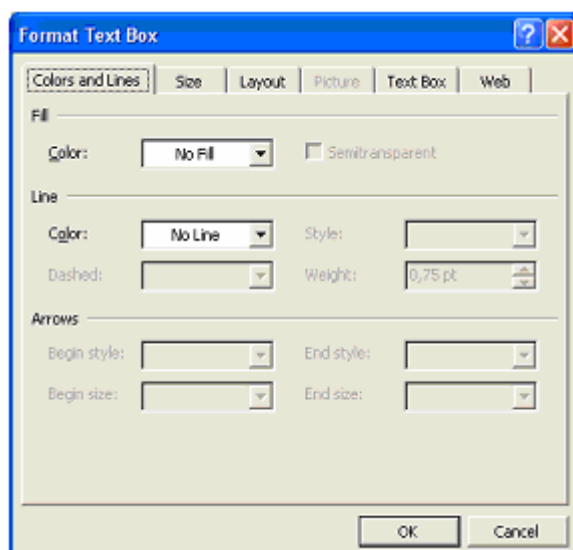 Format Text Box
Colors and Lines Size Layout Picture Text Box Web
Fill
Color: No Fill Semitransparent
Line
Color: No Line Style:
Dashed: Weight: 0,75 pt
Arrows
Begin style: End style:
Begin size: End size:
OK Cancel